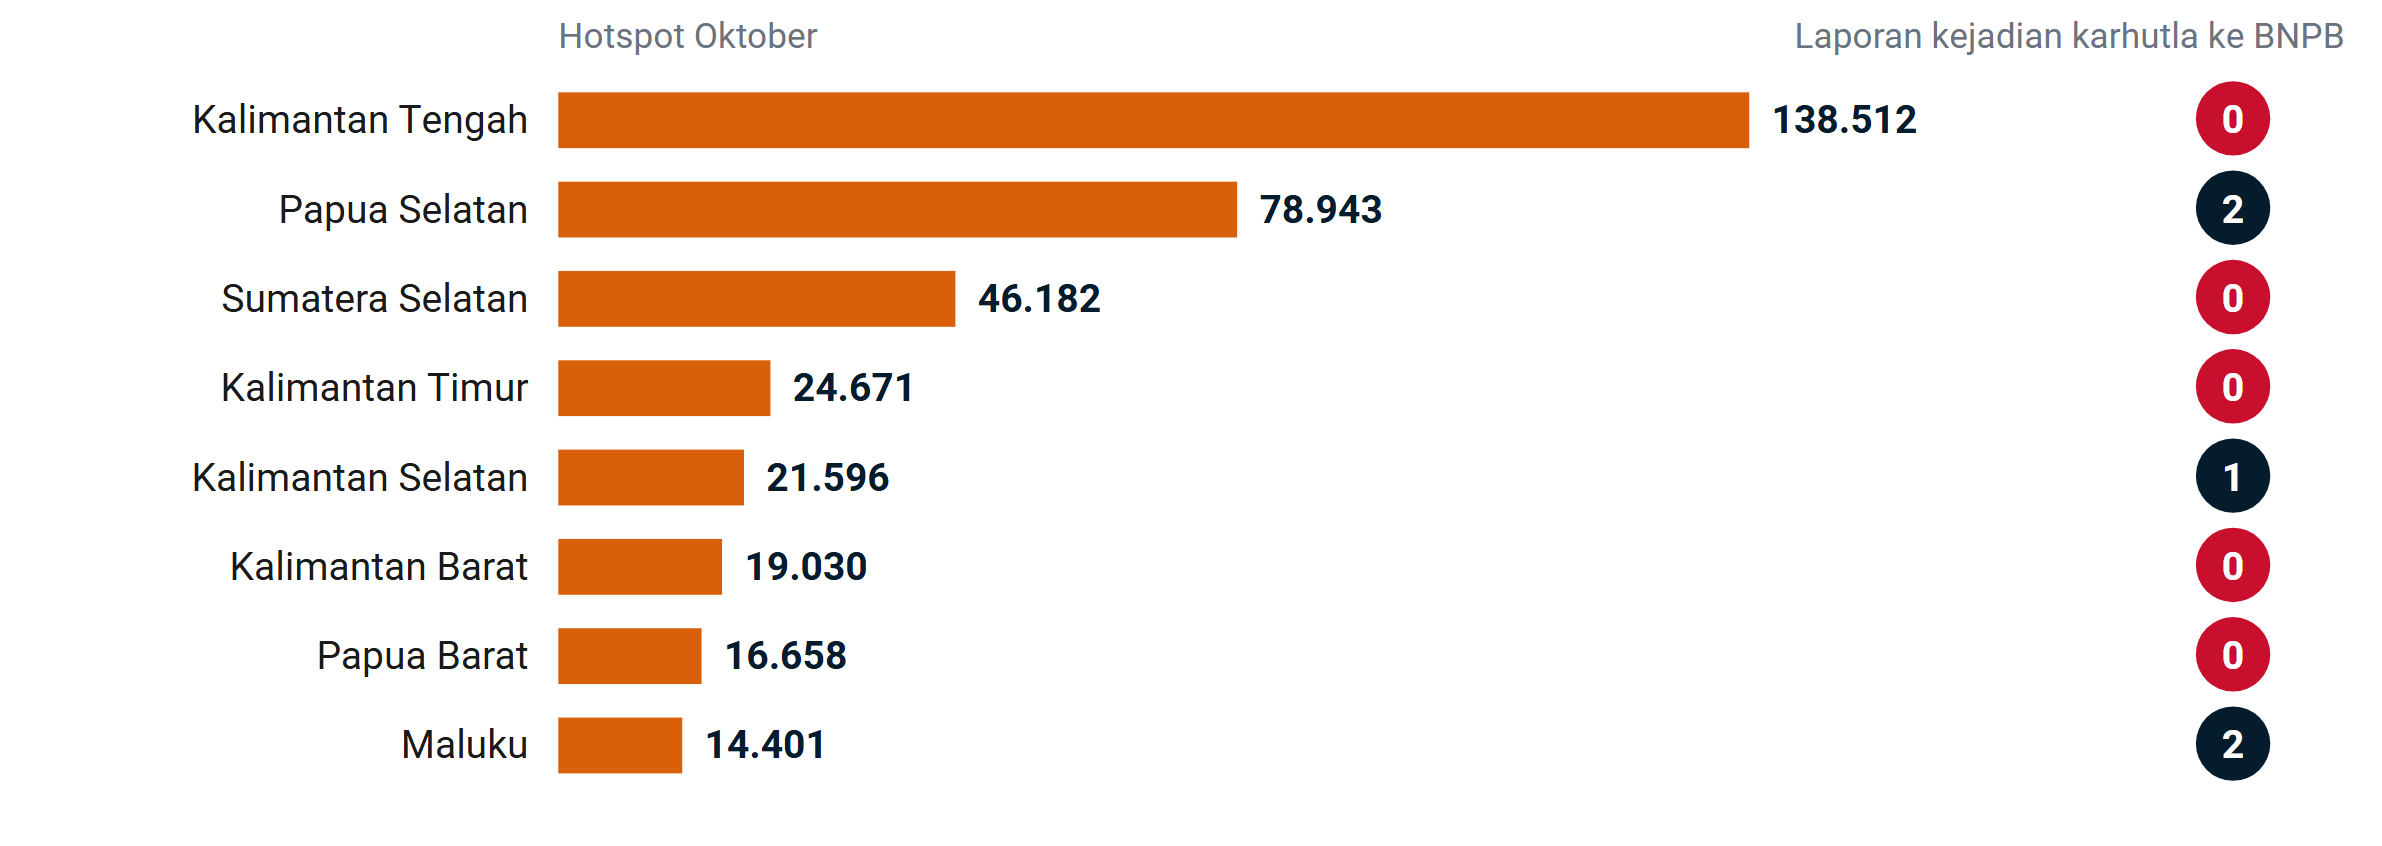 Hotspot Oktober Laporan kejadian karhutla ke BNPB
Kalimantan Tengah 138.512 0
Papua Selatan 78.943 2
Sumatera Selatan 46.182 0
Kalimantan Timur 24.671 0
Kalimantan Selatan 21.596 1
Kalimantan Barat 19.030 0
Papua Barat 16.658 0
Maluku 14.401 2